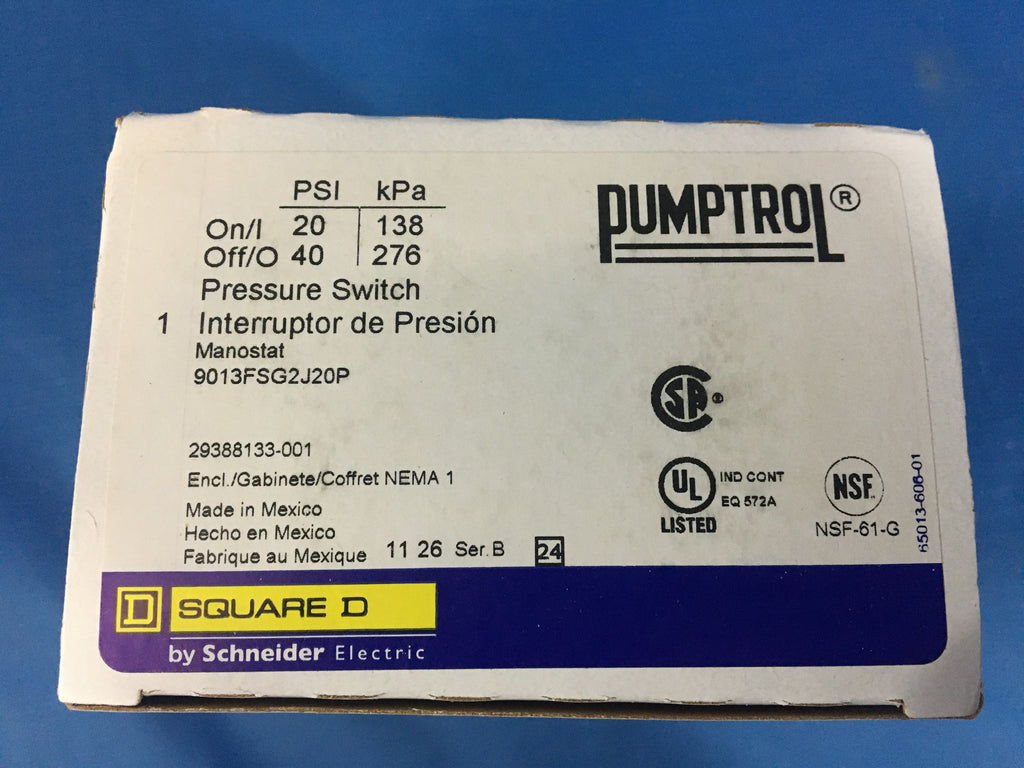 PSI kPa
On/I 20 138
Off/O 40 276
Pressure Switch
1 Interruptor de Presión
Manostat
9013FSG2J20P
29388133-001
Encl./Gabinete/Coffret NEMA 1
Made in Mexico
Hecho en Mexico
Fabrique au Mexique 11 26 Ser. B 24
PUMPTROL®
SA ®
UL IND CONT
EQ 572A
LISTED
NSF
NSF-61-G
65013-608-01
D SQUARE D
by Schneider Electric